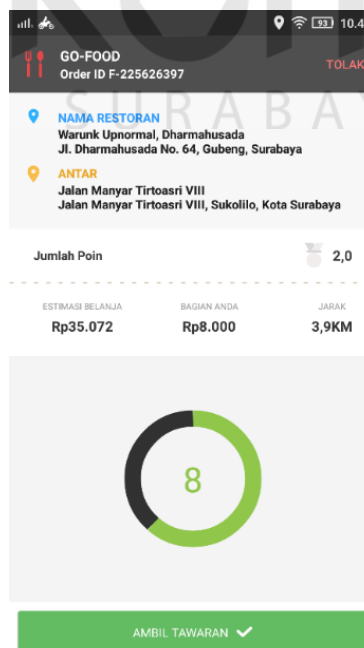 93 10.4
GO-FOOD
Order ID F-225626397
TOLAK
SURABAYA
NAMA RESTORAN
Warunk Upnormal, Dharmahusada
Jl. Dharmahusada No. 64, Gubeng, Surabaya
ANTAR
Jalan Manyar Tirtoasri VIII
Jalan Manyar Tirtoasri VIII, Sukolilo, Kota Surabaya
Jumlah Poin 2,0
ESTIMASI BELANJA BAGIAN ANDA JARAK
Rp35.072 Rp8.000 3,9KM
8
AMBIL TAWARAN